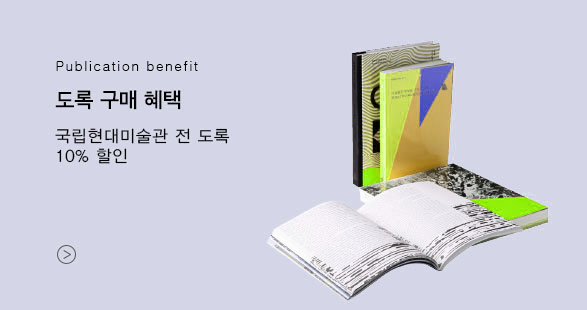 Publication benefit
도록 구매 혜택
국립현대미술관 전 도록
10% 할인